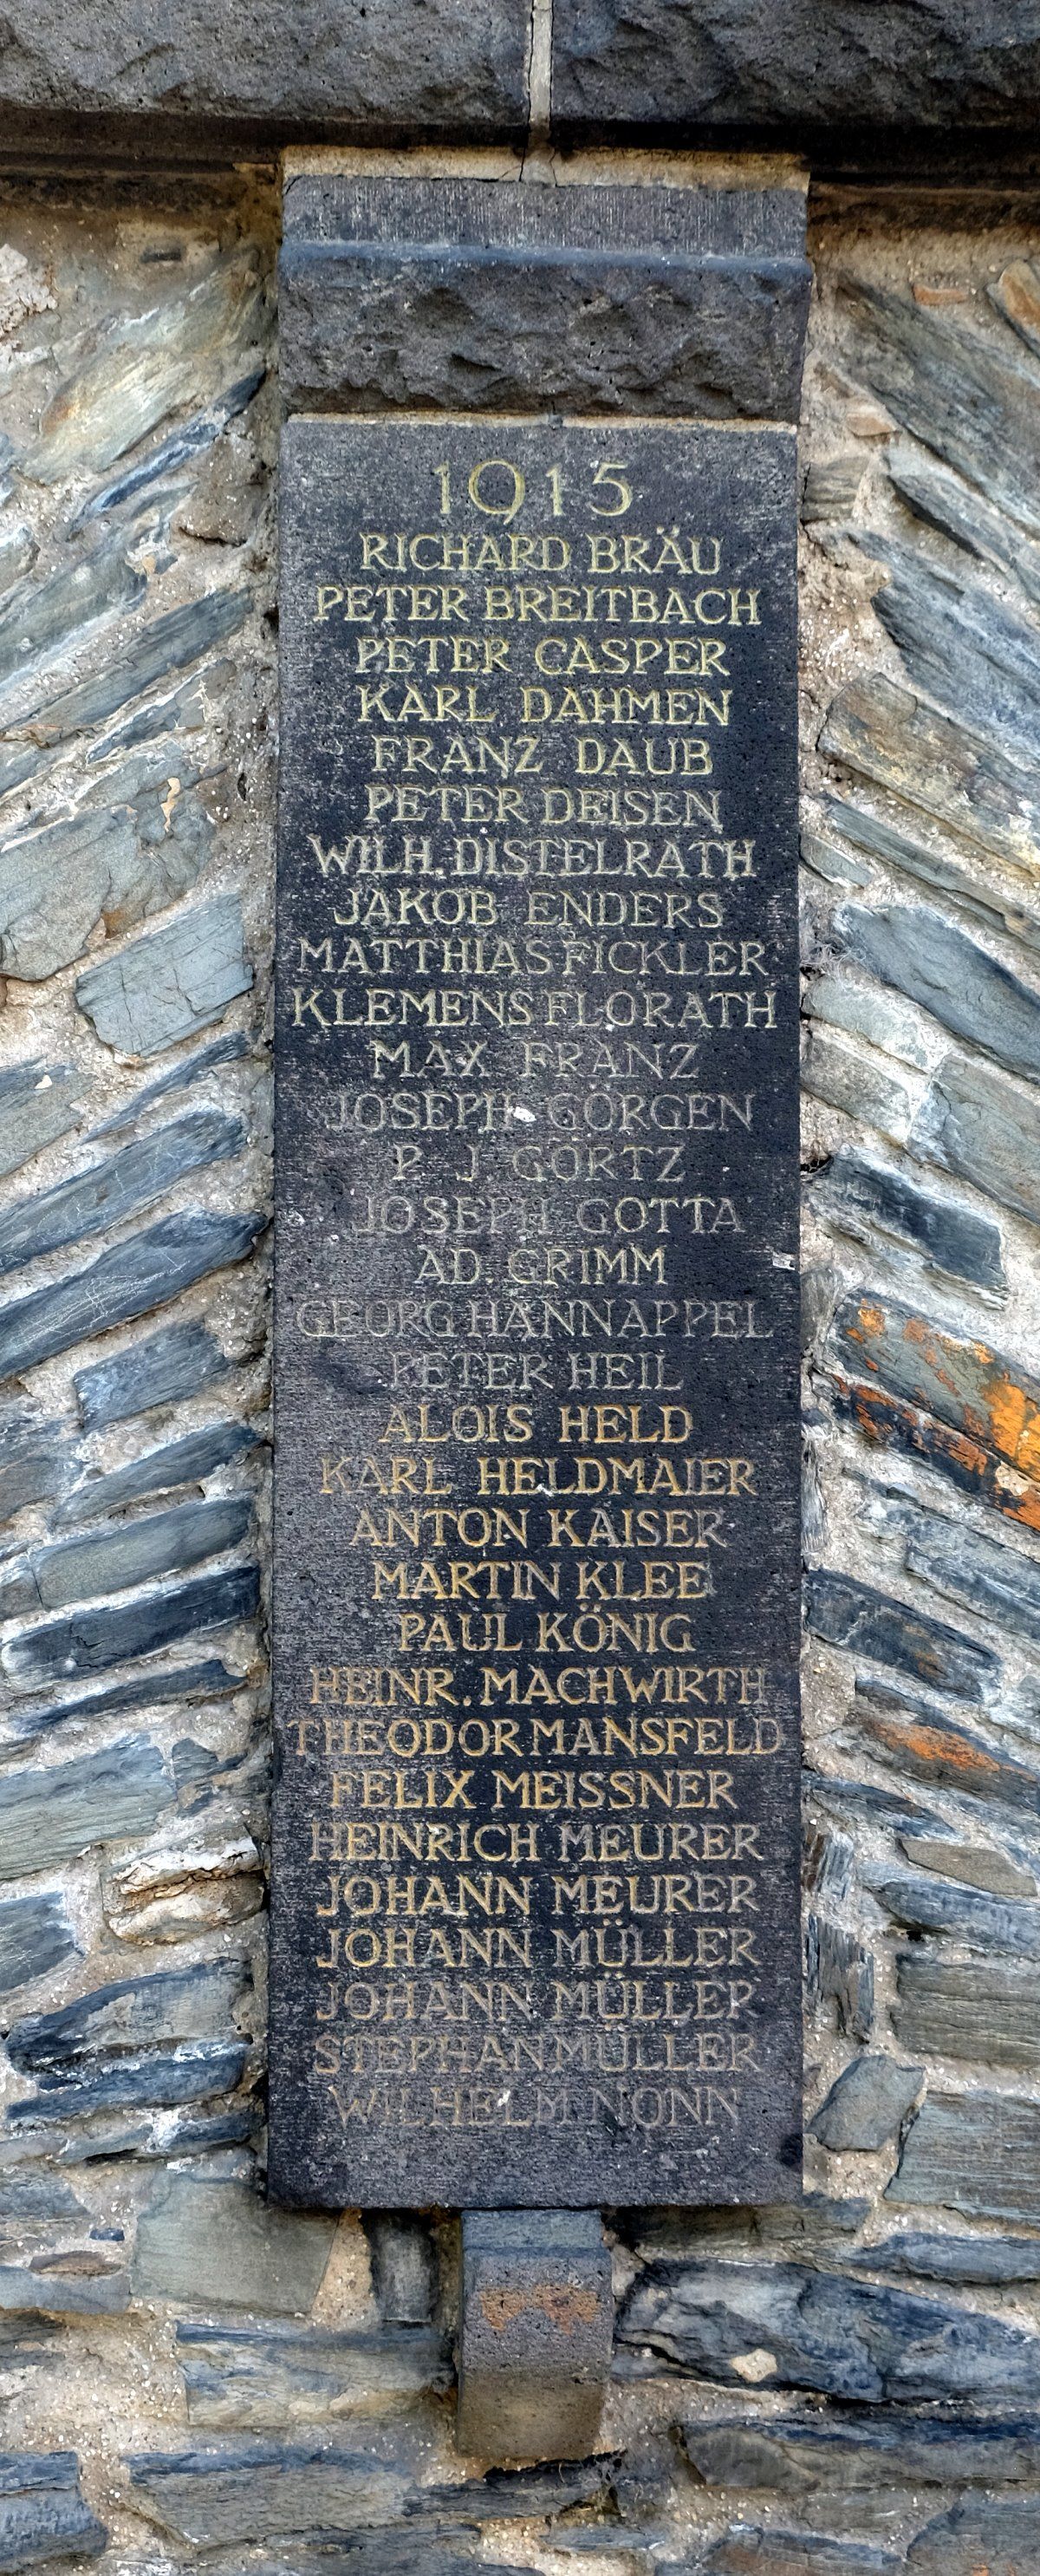 1915
RICHARD BRÄU
PETER BREITBACH
PETER CASPER
KARL DAHMEN
FRANZ DAUB
PETER DEISEN
WILH. DISTELRATH
JAKOB ENDERS
MATTHIAS FICKLER
KLEMENS FLORATH
MAX FRANZ
JOSEPH GÖRGEN
P. J. GÖRTZ
JOSEPH GOTTA
AD. GRIMM
GEORG HANNAPPEL
PETER HEIL
ALOIS HELD
KARL HELDMAIER
ANTON KAISER
MARTIN KLEE
PAUL KÖNIG
HEINR. MACHWIRTH
THEODOR MANSFELD
FELIX MEISSNER
HEINRICH MEURER
JOHANN MEURER
JOHANN MÜLLER
JOHANN MÜLLER
STEPHAN MÜLLER
WILHELM NONN